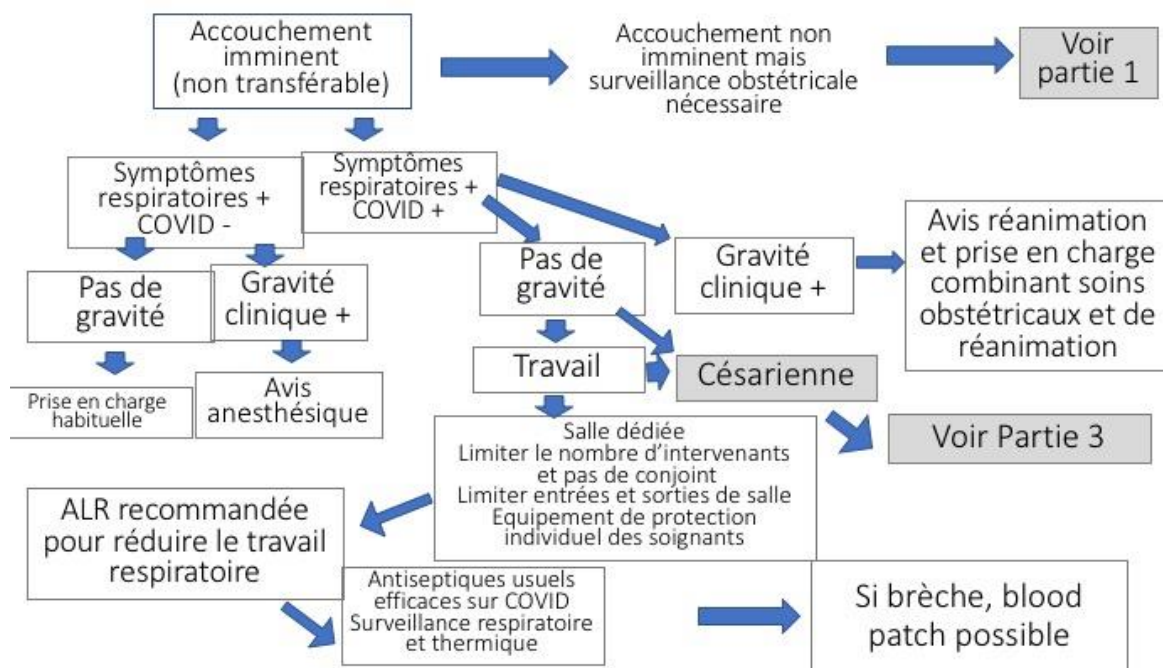 Accouchement
imminent
(non transférable)
Accouchement non
imminent mais
surveillance obstétricale
nécessaire
Voir
partie 1
Symptômes
respiratoires +
COVID -
Symptômes
respiratoires +
COVID +
Pas de
gravité
Gravité
clinique +
Pas de
gravité
Gravité
clinique +
Avis réanimation
et prise en charge
combinant soins
obstétricaux et de
réanimation
Prise en charge
habituelle
Avis
anesthésique
Travail
Césarienne
Voir Partie 3
Salle dédiée
Limiter le nombre d’intervenants
et pas de conjoint
Limiter entrées et sorties de salle
Equipement de protection
individuel des soignants
ALR recommandée
pour réduire le travail
respiratoire
Antiseptiques usuels
efficaces sur COVID
Surveillance respiratoire
et thermique
Si brèche, blood
patch possible